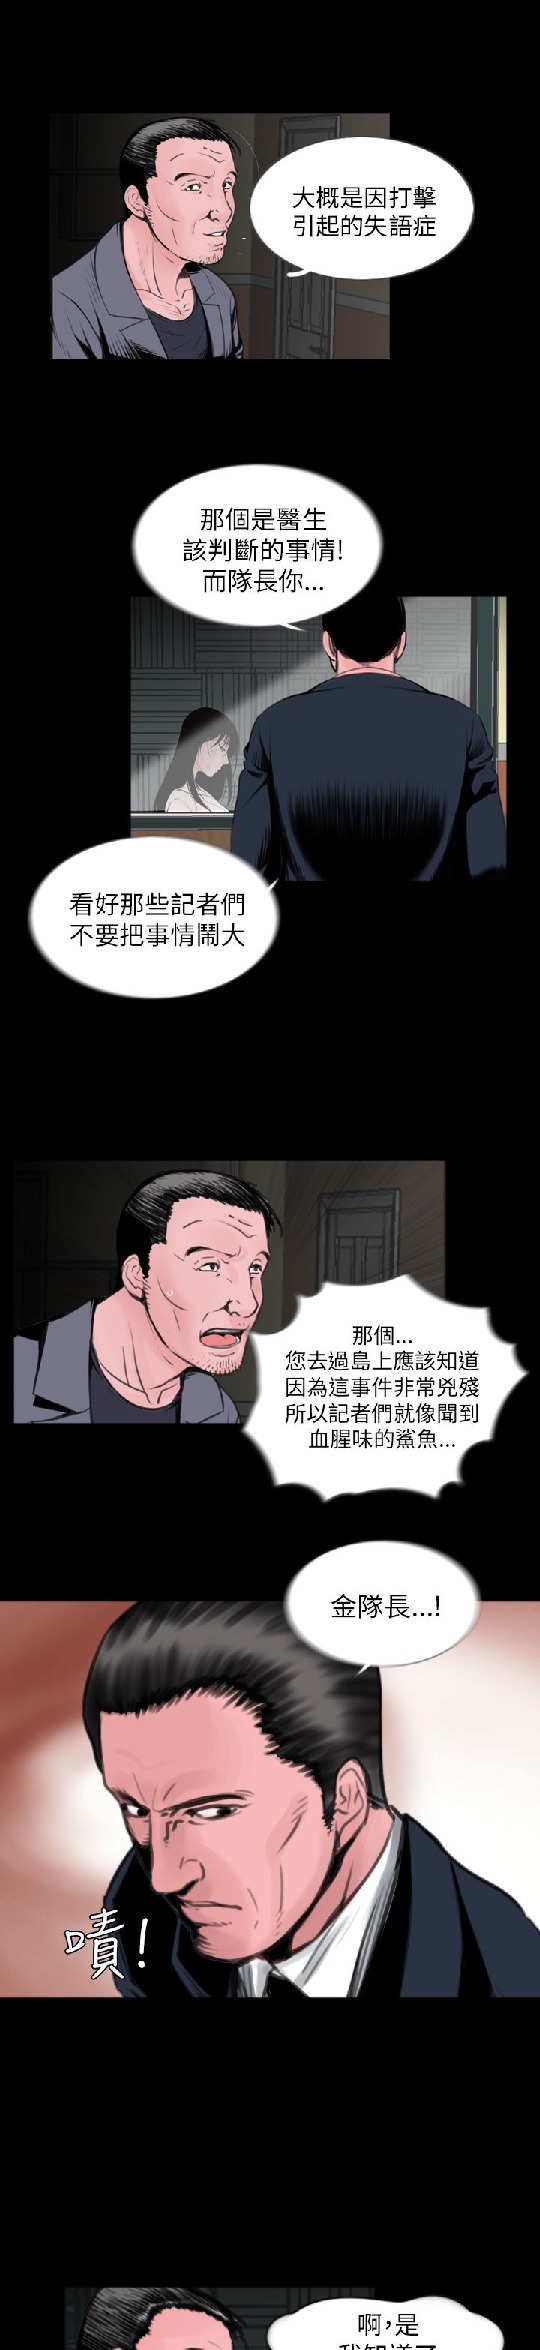 大概是因打擊
引起的失語症
那個是醫生
該判斷的事情!
而隊長你...
看好那些記者們
不要把事情鬧大
那個...
您去過島上應該知道
因為這事件非常兇殘
所以記者們就像聞到
血腥味的鯊魚...
金隊長...!
嘖!
啊,是
我知道了